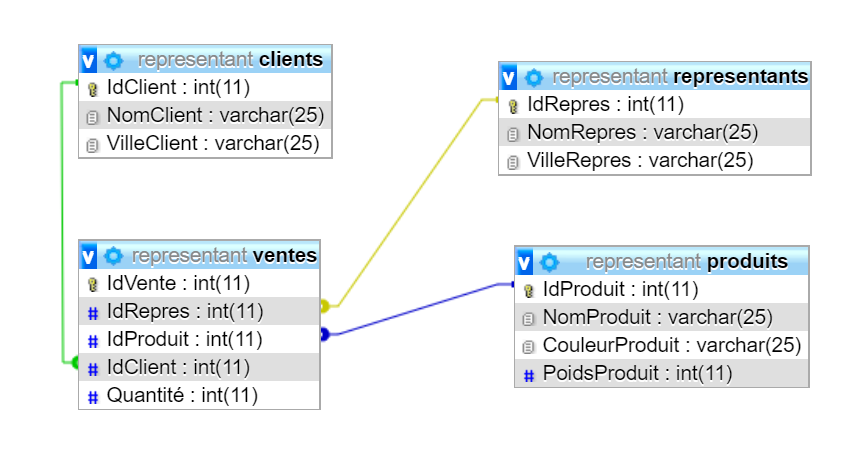 representant clients
IdClient : int(11)
NomClient : varchar(25)
VilleClient : varchar(25)
representant representants
IdRepres : int(11)
NomRepres : varchar(25)
VilleRepres : varchar(25)
representant ventes
IdVente : int(11)
IdRepres : int(11)
IdProduit : int(11)
IdClient : int(11)
Quantité : int(11)
representant produits
IdProduit : int(11)
NomProduit : varchar(25)
CouleurProduit : varchar(25)
PoidsProduit : int(11)